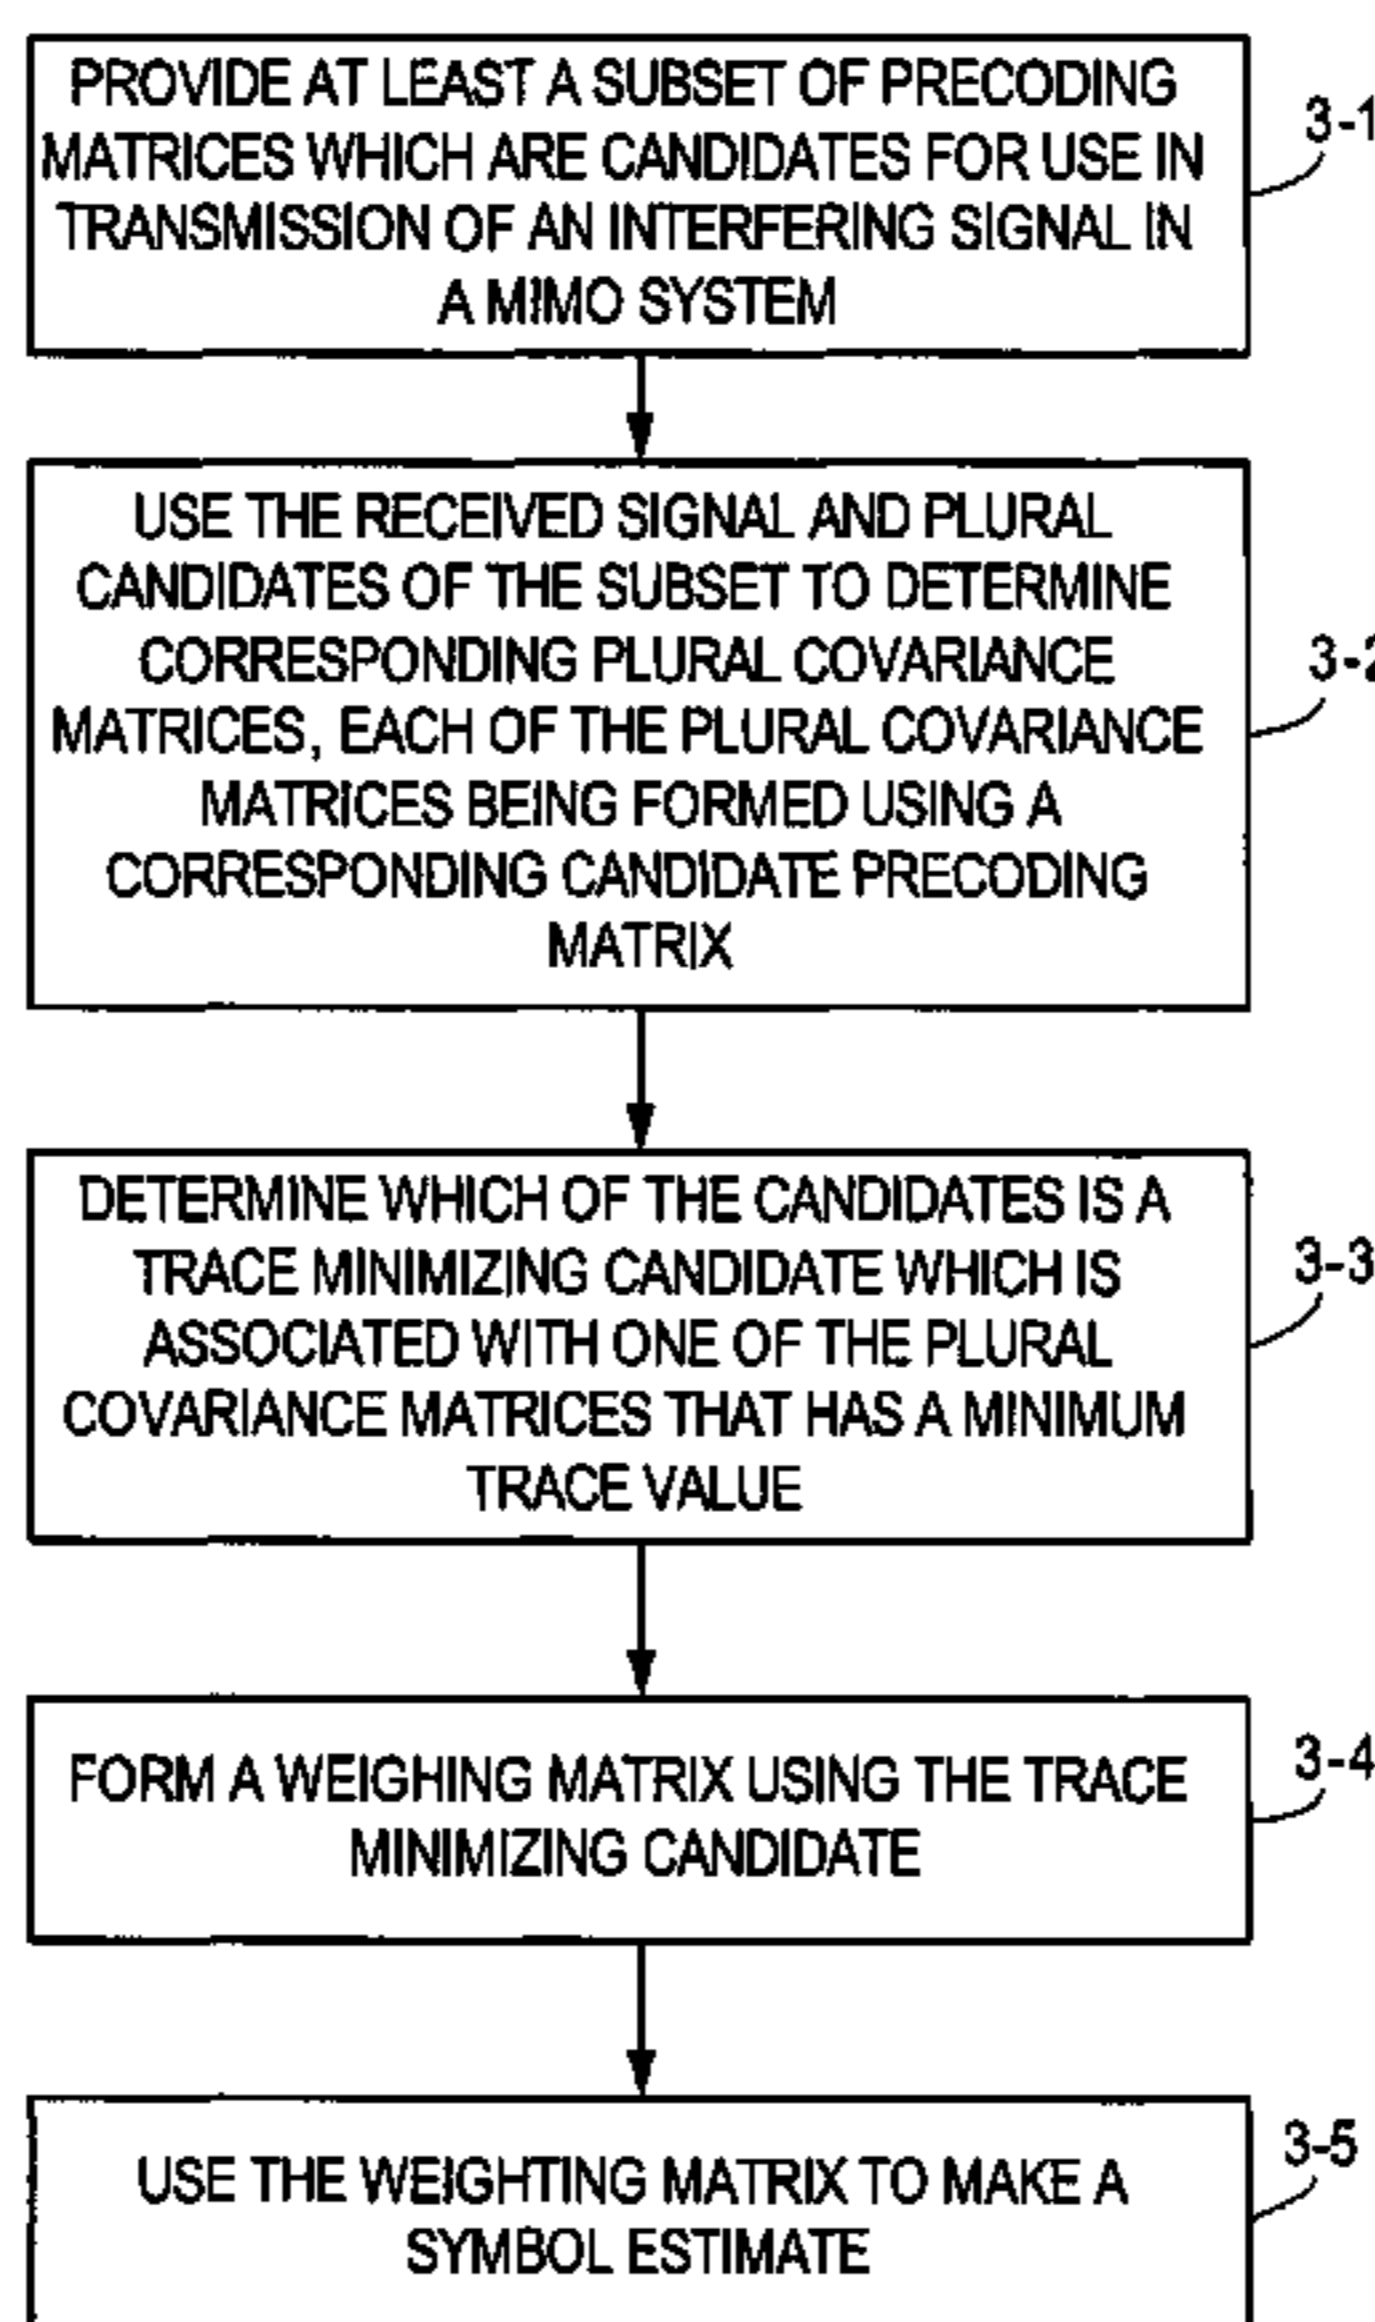 PROVIDE AT LEAST A SUBSET OF PRECODING
MATRICES WHICH ARE CANDIDATES FOR USE IN
TRANSMISSION OF AN INTERFERING SIGNAL IN
A MIMO SYSTEM
3-1
USE THE RECEIVED SIGNAL AND PLURAL
CANDIDATES OF THE SUBSET TO DETERMINE
CORRESPONDING PLURAL COVARIANCE
MATRICES, EACH OF THE PLURAL COVARIANCE
MATRICES BEING FORMED USING A
CORRESPONDING CANDIDATE PRECODING
MATRIX
3-2
DETERMINE WHICH OF THE CANDIDATES IS A
TRACE MINIMIZING CANDIDATE WHICH IS
ASSOCIATED WITH ONE OF THE PLURAL
COVARIANCE MATRICES THAT HAS A MINIMUM
TRACE VALUE
3-3
FORM A WEIGHING MATRIX USING THE TRACE
MINIMIZING CANDIDATE
3-4
USE THE WEIGHTING MATRIX TO MAKE A
SYMBOL ESTIMATE
3-5